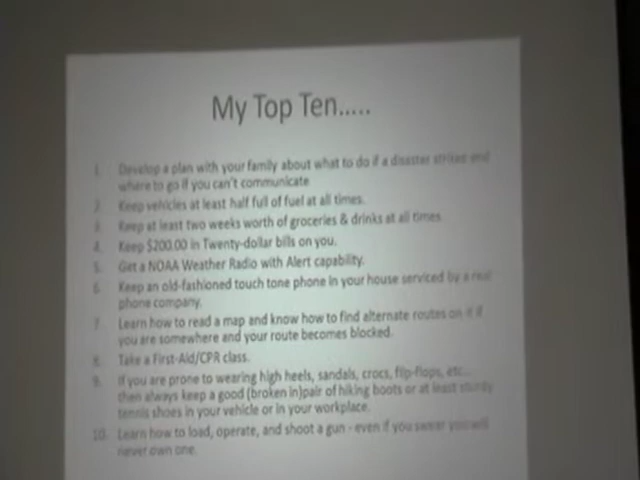 My Top Ten.....
1. Develop a plan with your family about what to do if a disaster strikes and
where to go if you can't communicate
2. Keep vehicles at least half full of fuel at all times.
3. Keep at least two weeks worth of groceries & drinks at all times
4. Keep $200.00 in Twenty-dollar bills on you.
5. Get a NOAA Weather Radio with Alert capability.
6. Keep an old-fashioned touch tone phone in your house serviced by a real
phone company.
7. Learn how to read a map and know how to find alternate routes on it if
you are somewhere and your route becomes blocked.
8. Take a First-Aid/CPR class.
9. If you are prone to wearing high heels, sandals, crocs, flip-flops, etc...
then always keep a good (broken in)pair of hiking boots or at least sturdy
tennis shoes in your vehicle or in your workplace.
10. Learn how to load, operate, and shoot a gun - even if you swear you will
never own one.